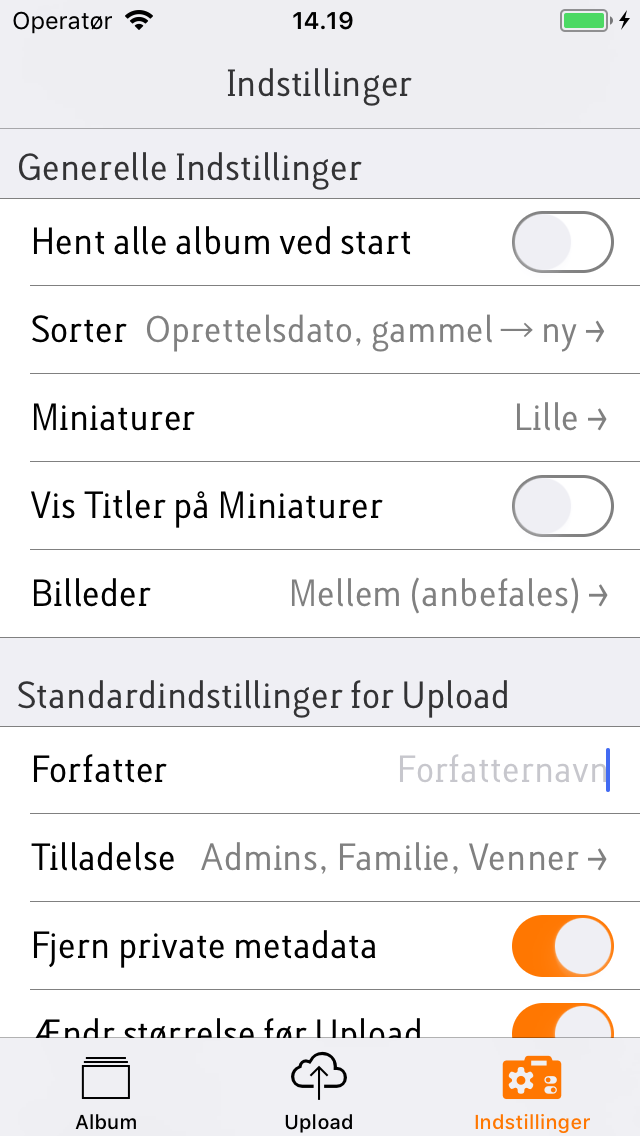 Operatør 14.19
Indstillinger
Generelle Indstillinger
Hent alle album ved start
Sorter Oprettelsdato, gammel → ny →
Miniaturer Lille →
Vis Titler på Miniaturer
Billeder Mellem (anbefales) →
Standardindstillinger for Upload
Forfatter Forfatternavn
Tilladelse Admins, Familie, Venner →
Fjern private metadata
Ændr størrelse før Upload
Album Upload Indstillinger